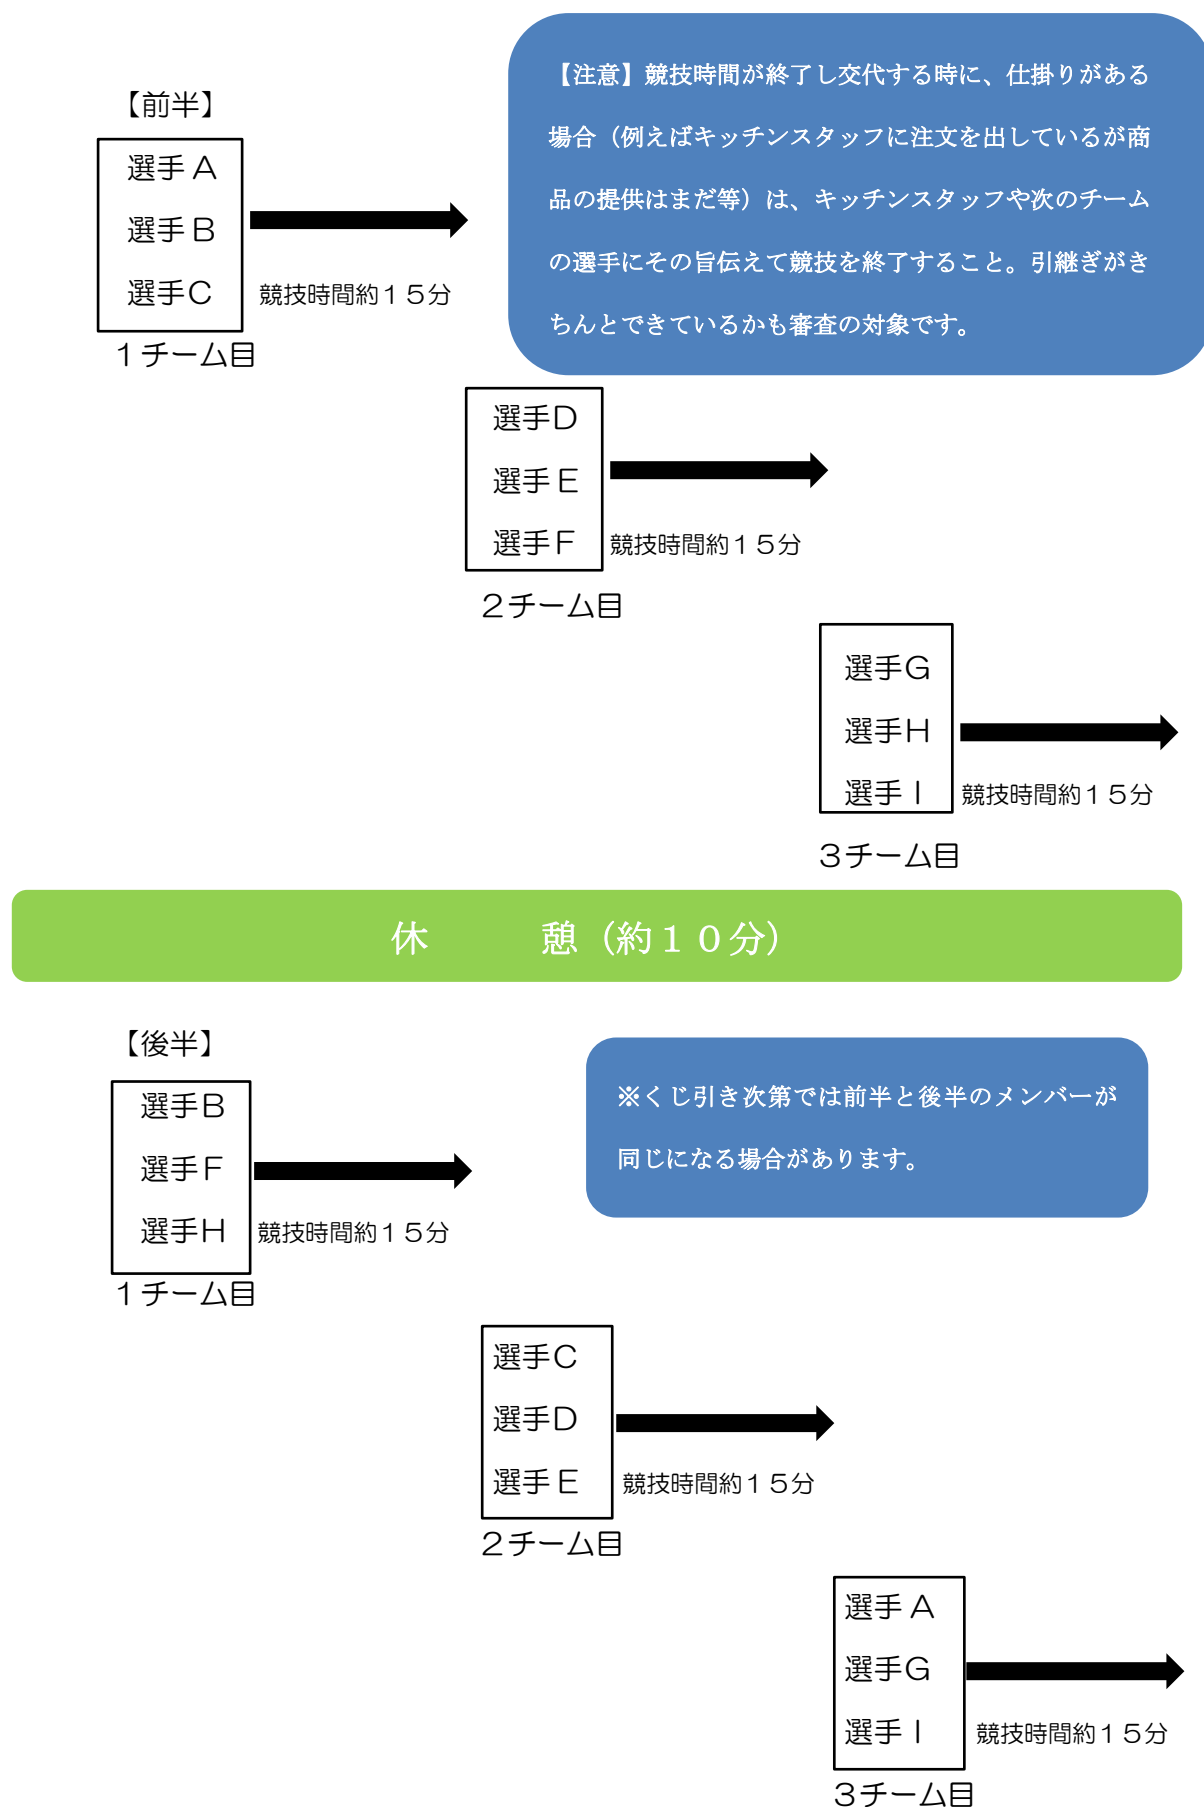 【注意】競技時間が終了し交代する時に、仕掛りがある
場合（例えばキッチンスタッフに注文を出しているが商
品の提供はまだ等）は、キッチンスタッフや次のチーム
の選手にその旨伝えて競技を終了すること。引継ぎがき
ちんとできているかも審査の対象です。
【前半】
選手A
選手B
選手C
競技時間約１５分
１チーム目
選手D
選手E
選手F
競技時間約１５分
２チーム目
選手G
選手H
選手I
競技時間約１５分
３チーム目
休　　　憩（約１０分）
【後半】
※くじ引き次第では前半と後半のメンバーが
同じになる場合があります。
選手B
選手F
選手H
競技時間約１５分
１チーム目
選手C
選手D
選手E
競技時間約１５分
２チーム目
選手A
選手G
選手I
競技時間約１５分
３チーム目